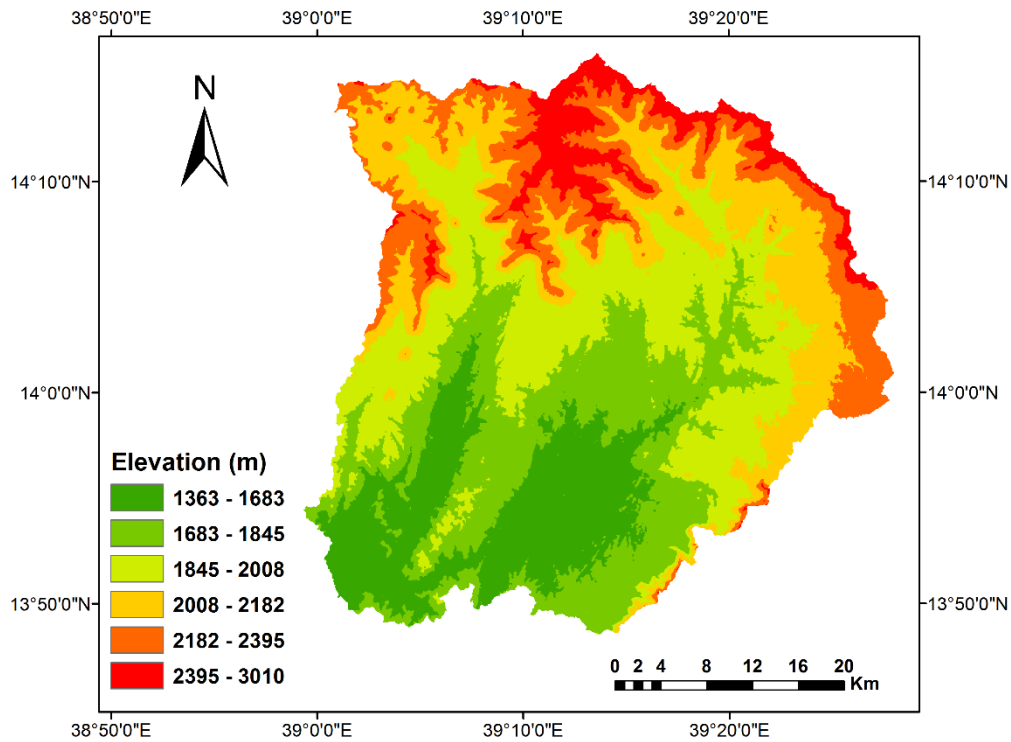 38°50'0"E 39°0'0"E 39°10'0"E 39°20'0"E
N
14°10'0"N 14°10'0"N
14°0'0"N 14°0'0"N
Elevation (m)
1363 - 1683
1683 - 1845
1845 - 2008
2008 - 2182
2182 - 2395
2395 - 3010
13°50'0"N 13°50'0"N
0 2 4 8 12 16 20
Km
38°50'0"E 39°0'0"E 39°10'0"E 39°20'0"E